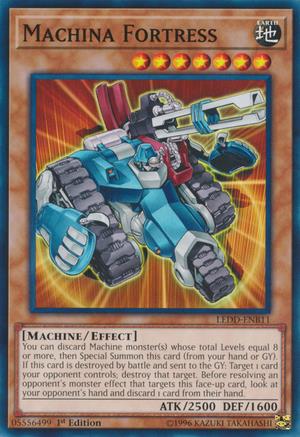 MACHINA FORTRESS
EARTH
地
LEDD-ENB11
[MACHINE/EFFECT]
You can discard Machine monster(s) whose total Levels equal 8
or more, then Special Summon this card (from your hand or GY).
If this card is destroyed by battle and sent to the GY: Target 1 card
your opponent controls; destroy that target. Before resolving an
opponent's monster effect that targets this face-up card, look at
your opponent's hand and discard 1 card from their hand.
ATK/2500 DEF/1600
05556499 1st Edition ©1996 KAZUKI TAKAHASHI